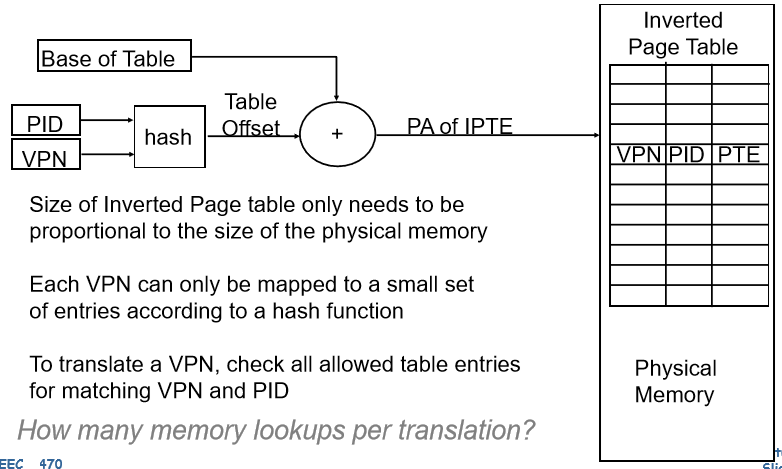 Inverted
Page Table
Base of Table
PID
VPN
hash
Table
Offset
+
PA of IPTE
VPN PID PTE
Size of Inverted Page table only needs to be
proportional to the size of the physical memory
Each VPN can only be mapped to a small set
of entries according to a hash function
To translate a VPN, check all allowed table entries
for matching VPN and PID
Physical
Memory
How many memory lookups per translation?
EEC 470